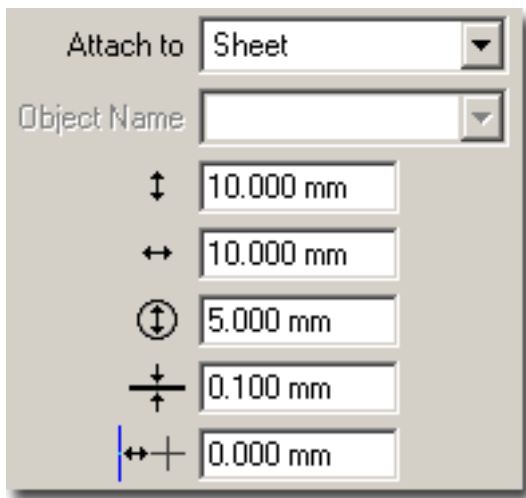 Attach to Sheet
Object Name
10.000 mm
10.000 mm
5.000 mm
0.100 mm
0.000 mm